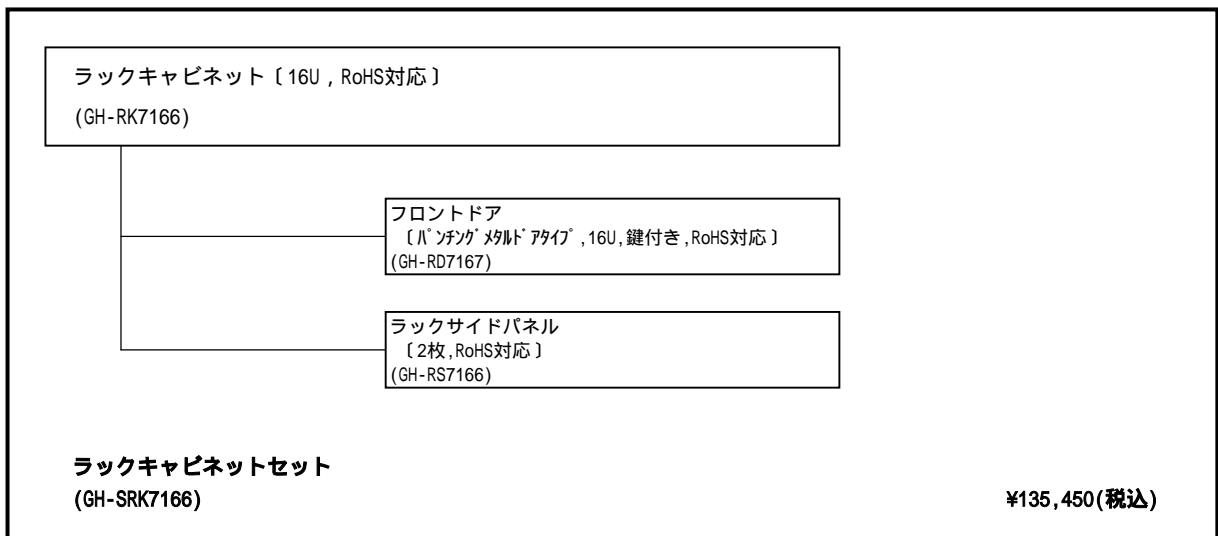 ラックキャビネット〔16U，RoHS対応〕
(GH-RK7166)
フロントドア
〔ﾊﾟﾝﾁﾝｸﾞﾒﾀﾙﾄﾞｱﾀｲﾌﾟ,16U,鍵付き,RoHS対応〕
(GH-RD7167)
ラックサイドパネル
〔2枚,RoHS対応〕
(GH-RS7166)
ラックキャビネットセット
(GH-SRK7166) ¥135,450(税込)